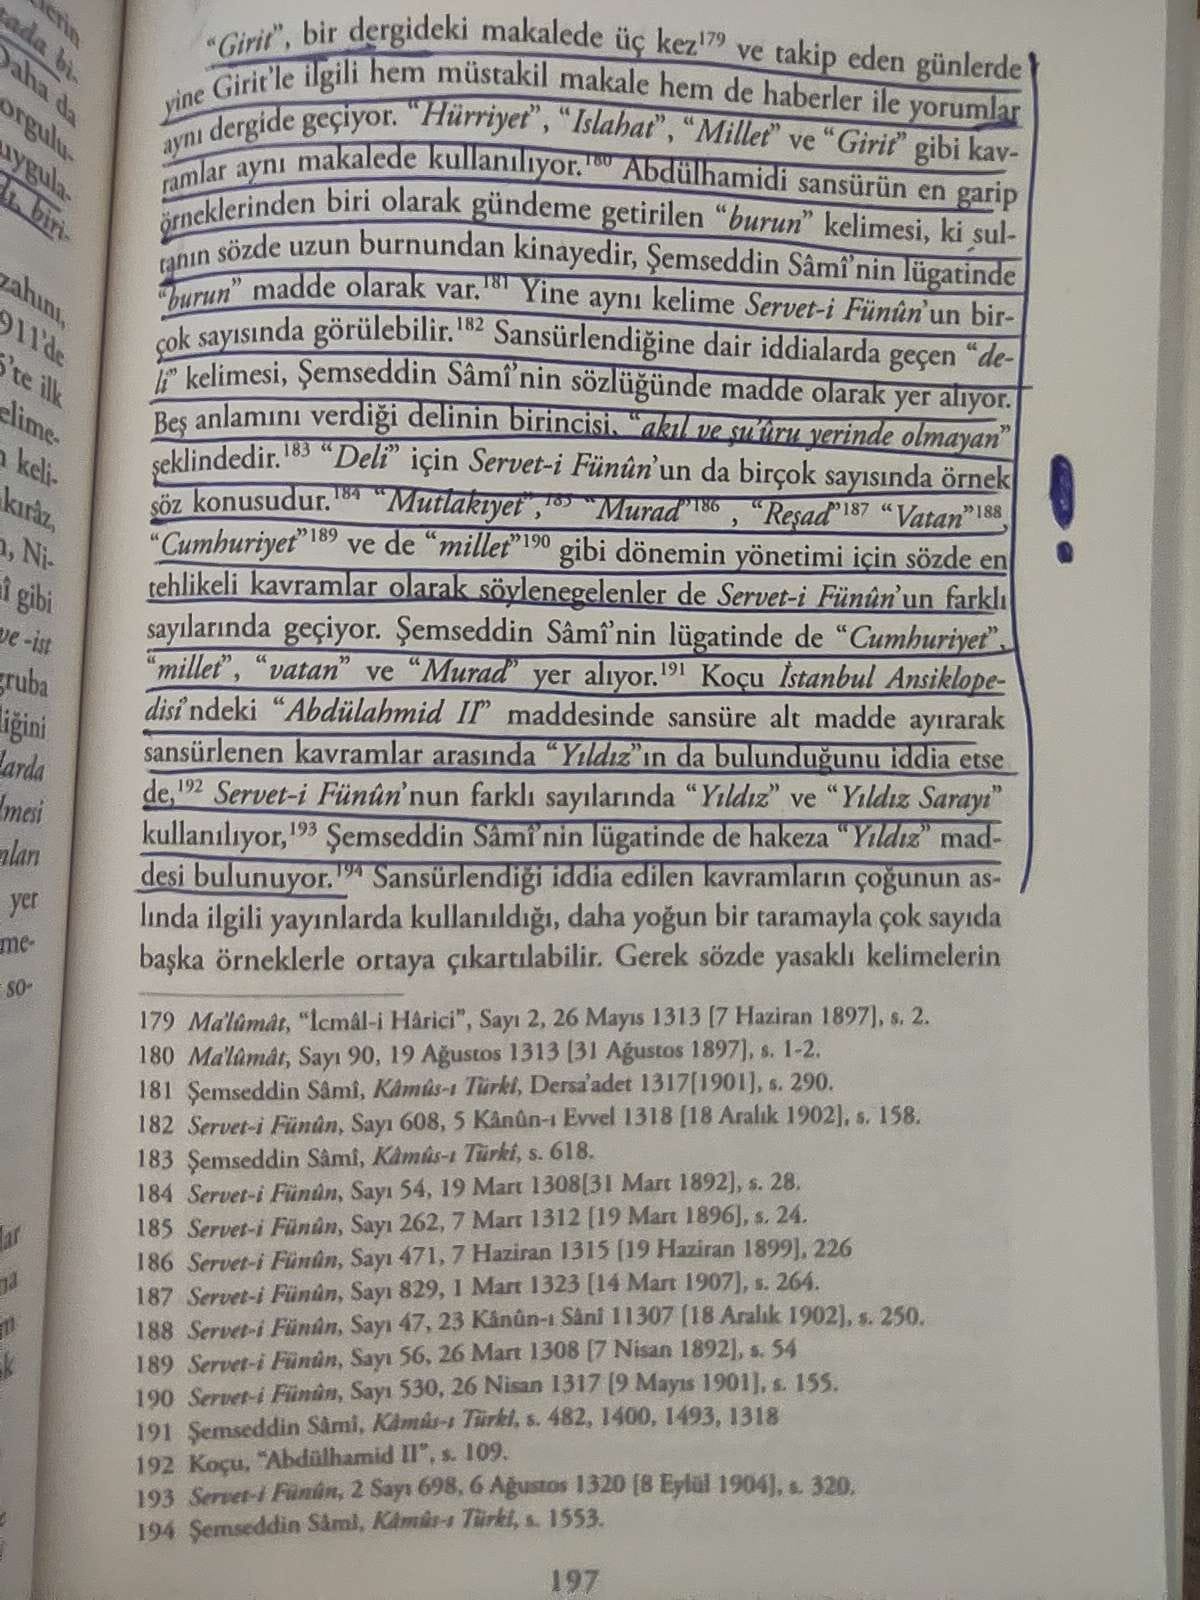 “Girit”, bir dergideki makalede üç kez179 ve takip eden günlerde
yine Girit’le ilgili hem müstakil makale hem de haberler ile yorumlar
aynı dergide geçiyor. “Hürriyet”, “Islahat”, “Millet” ve “Girit” gibi kav-
ramlar aynı makalede kullanılıyor.180 Abdülhamidi sansürün en garip
örneklerinden biri olarak gündeme getirilen “burun” kelimesi, ki sul-
tanın sözde uzun burnundan kinayedir, Şemseddin Sâmî’nin lügatinde
“burun” madde olarak var.181 Yine aynı kelime Servet-i Fünûn’un bir-
çok sayısında görülebilir.182 Sansürlendiğine dair iddialarda geçen “de-
li” kelimesi, Şemseddin Sâmî’nin sözlüğünde madde olarak yer alıyor.
Beş anlamını verdiği delinin birincisi, “akıl ve şu’ûru yerinde olmayan”
şeklindedir.183 “Deli” için Servet-i Fünûn’un da birçok sayısında örnek
söz konusudur.184 “Mutlakıyet”,185 “Murad”186 , “Reşad”187 “Vatan”188,
“Cumhuriyet”189 ve de “millet”190 gibi dönemin yönetimi için sözde en
tehlikeli kavramlar olarak söylenegelenler de Servet-i Fünûn’un farklı
sayılarında geçiyor. Şemseddin Sâmî’nin lügatinde de “Cumhuriyet”,
“millet”, “vatan” ve “Murad” yer alıyor.191 Koçu İstanbul Ansiklope-
disi’ndeki “Abdülahmid II” maddesinde sansüre alt madde ayırarak
sansürlenen kavramlar arasında “Yıldız”ın da bulunduğunu iddia etse
de,192 Servet-i Fünûn’nun farklı sayılarında “Yıldız” ve “Yıldız Sarayı”
kullanılıyor,193 Şemseddin Sâmî’nin lügatinde de hakeza “Yıldız” mad-
desi bulunuyor.194 Sansürlendiği iddia edilen kavramların çoğunun as-
lında ilgili yayınlarda kullanıldığı, daha yoğun bir taramayla çok sayıda
başka örneklerle ortaya çıkartılabilir. Gerek sözde yasaklı kelimelerin
179 Ma’lûmât, “İcmâl-i Hârici”, Sayı 2, 26 Mayıs 1313 [7 Haziran 1897], s. 2.
180 Ma’lûmât, Sayı 90, 19 Ağustos 1313 [31 Ağustos 1897], s. 1-2.
181 Şemseddin Sâmî, Kâmûs-ı Türkî, Dersa’adet 1317[1901], s. 290.
182 Servet-i Fünûn, Sayı 608, 5 Kânûn-ı Evvel 1318 [18 Aralık 1902], s. 158.
183 Şemseddin Sâmî, Kâmûs-ı Türkî, s. 618.
184 Servet-i Fünûn, Sayı 54, 19 Mart 1308[31 Mart 1892], s. 28.
185 Servet-i Fünûn, Sayı 262, 7 Mart 1312 [19 Mart 1896], s. 24.
186 Servet-i Fünûn, Sayı 471, 7 Haziran 1315 [19 Haziran 1899], 226
187 Servet-i Fünûn, Sayı 829, 1 Mart 1323 [14 Mart 1907], s. 264.
188 Servet-i Fünûn, Sayı 47, 23 Kânûn-ı Sânî 11307 [18 Aralık 1902], s. 250.
189 Servet-i Fünûn, Sayı 56, 26 Mart 1308 [7 Nisan 1892], s. 54
190 Servet-i Fünûn, Sayı 530, 26 Nisan 1317 [9 Mayıs 1901], s. 155.
191 Şemseddin Sâmî, Kâmûs-ı Türkî, s. 482, 1400, 1493, 1318
192 Koçu, “Abdülhamid II”, s. 109.
193 Servet-i Fünûn, 2 Sayı 698, 6 Ağustos 1320 [8 Eylül 1904], s. 320.
194 Şemseddin Sâmî, Kâmûs-ı Türkî, s. 1553.
197